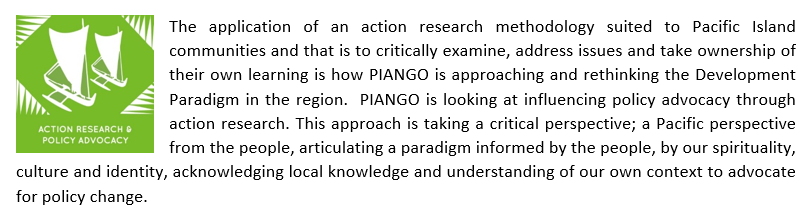 The application of an action research methodology suited to Pacific Island
communities and that is to critically examine, address issues and take ownership of
their own learning is how PIANGO is approaching and rethinking the Development
Paradigm in the region. PIANGO is looking at influencing policy advocacy through
action research. This approach is taking a critical perspective; a Pacific perspective
from the people, articulating a paradigm informed by the people, by our spirituality,
culture and identity, acknowledging local knowledge and understanding of our own context to advocate
for policy change.
ACTION RESEARCH &
POLICY ADVOCACY